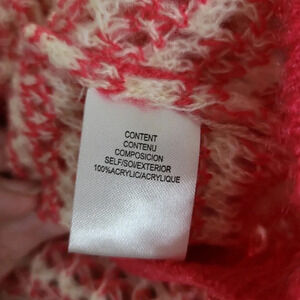 CONTENT
CONTENU
COMPOSICION
SELF/SOI/EXTERIOR
100%ACRYLIC/ACRYLIQUE